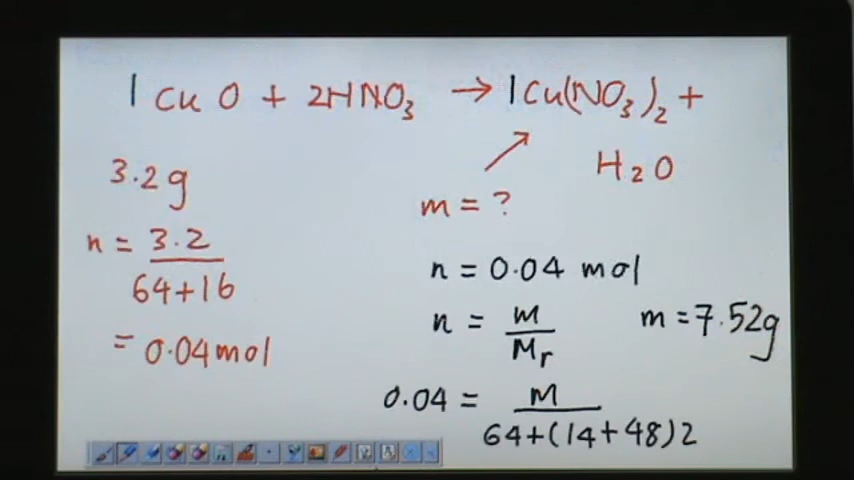 1 CuO + 2HNO₃ → 1Cu(NO₃)₂ +
H₂O
3.2g
n = 3.2
64+16
= 0.04mol
m = ?
n = 0.04 mol
n = m
Mr
m = 7.52g
0.04 = m
64+(14+48)2